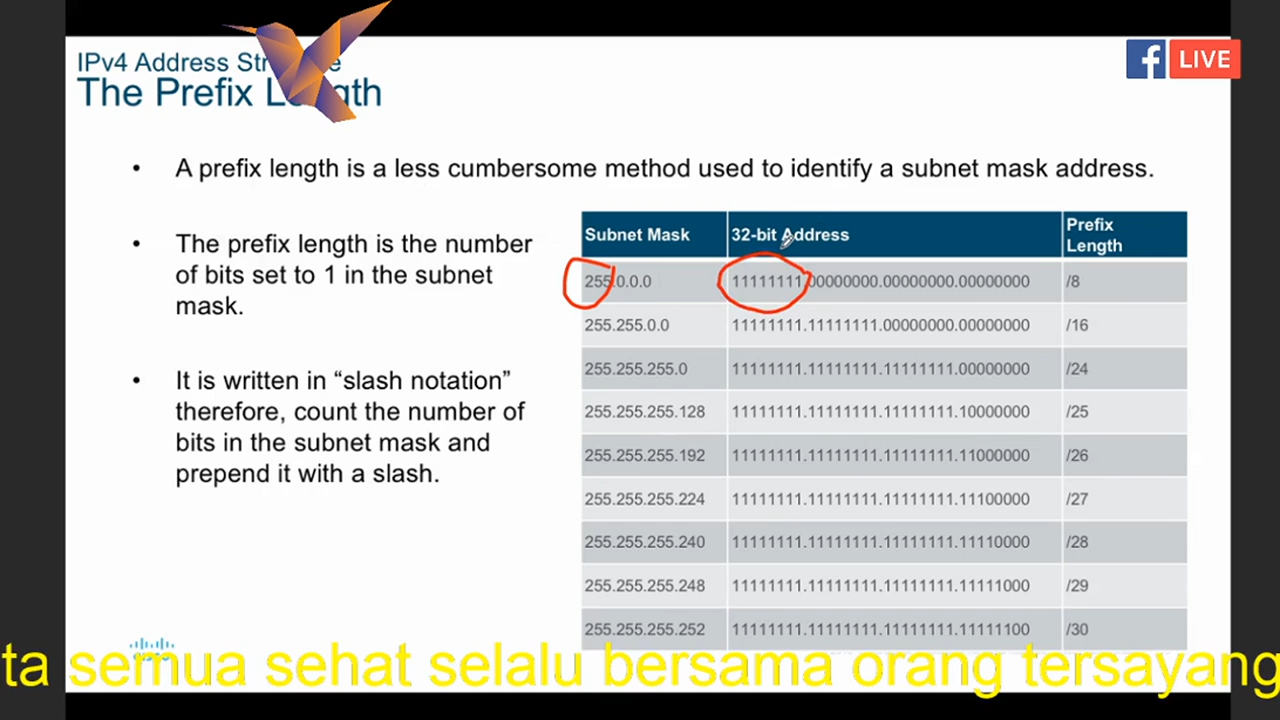 IPv4 Address
The Prefix
LIVE
• A prefix length is a less cumbersome method used to identify a subnet mask address.
• The prefix length is the number
of bits set to 1 in the subnet
mask.
• It is written in “slash notation”
therefore, count the number of
bits in the subnet mask and
prepend it with a slash.
Subnet Mask 32-bit Address Prefix Length
255.0.0.0 11111111.00000000.00000000.00000000 /8
255.255.0.0 11111111.11111111.00000000.00000000 /16
255.255.255.0 11111111.11111111.11111111.00000000 /24
255.255.255.128 11111111.11111111.11111111.10000000 /25
255.255.255.192 11111111.11111111.11111111.11000000 /26
255.255.255.224 11111111.11111111.11111111.11100000 /27
255.255.255.240 11111111.11111111.11111111.11110000 /28
255.255.255.248 11111111.11111111.11111111.11111000 /29
255.255.255.252 11111111.11111111.11111111.11111100 /30
ta semua sehat selalu bersama orang tersayang